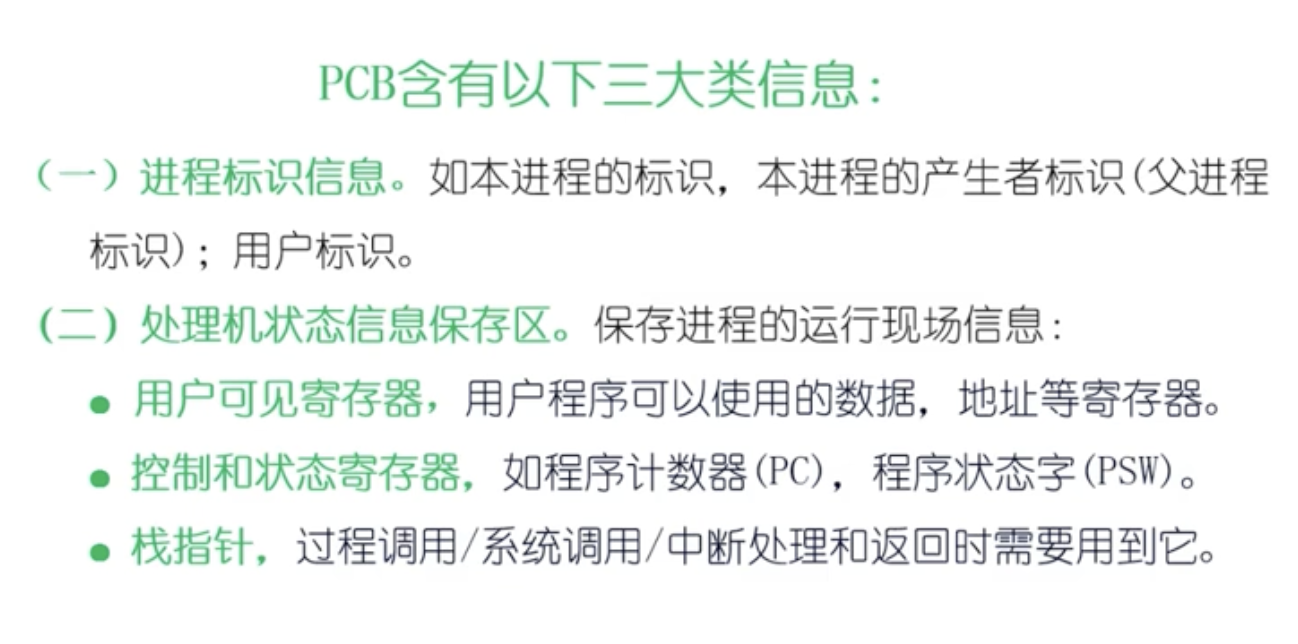 PCB含有以下三大类信息：
（一）进程标识信息。如本进程的标识，本进程的产生者标识(父进程
标识)；用户标识。
（二）处理机状态信息保存区。保存进程的运行现场信息：
● 用户可见寄存器，用户程序可以使用的数据，地址等寄存器。
● 控制和状态寄存器，如程序计数器(PC)，程序状态字(PSW)。
● 栈指针，过程调用/系统调用/中断处理和返回时需要用到它。